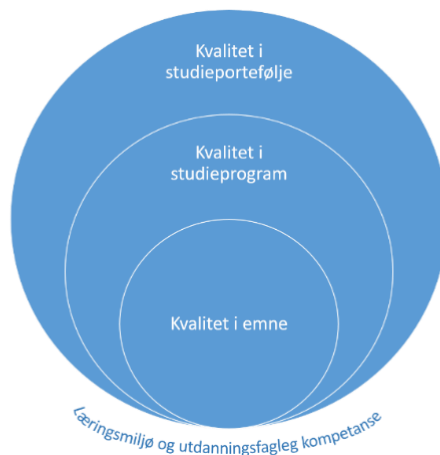 Kvalitet i
studieportefølje
Kvalitet i
studieprogram
Kvalitet i emne
Læringsmiljø og utdanningsfagleg kompetanse